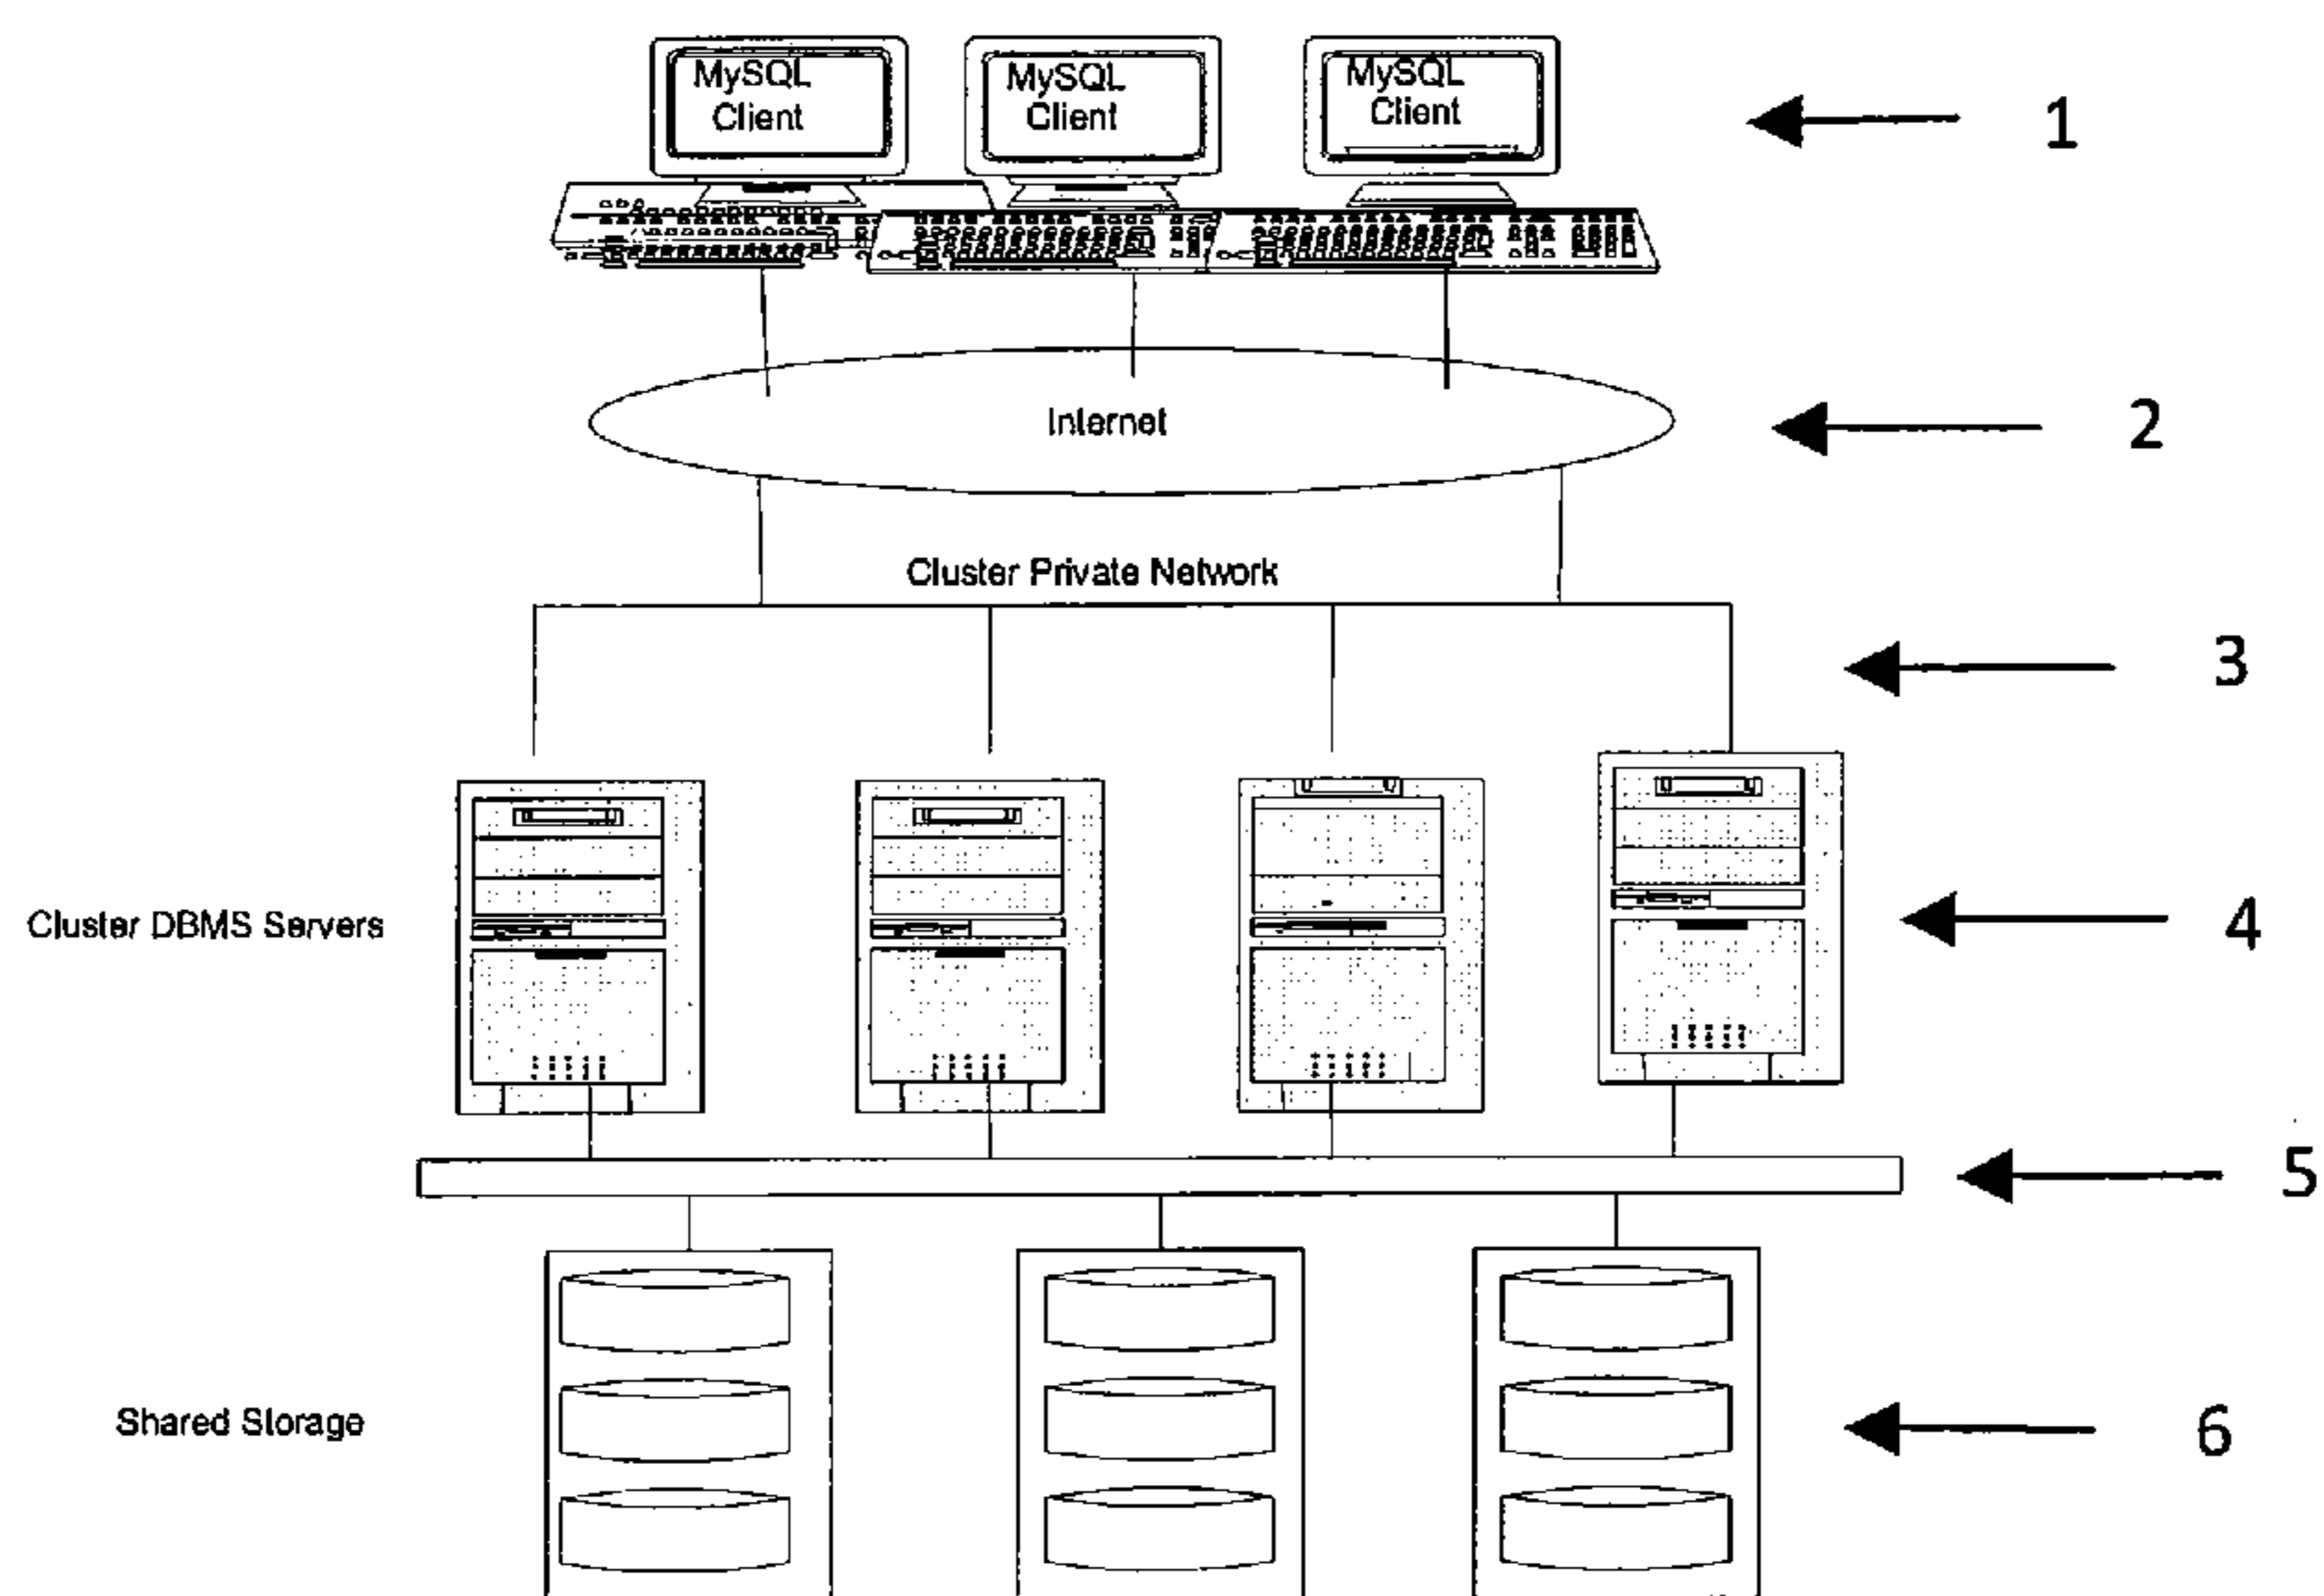 MySQL
Client
MySQL
Client
MySQL
Client
1
Internet
2
Cluster Private Network
3
Cluster DBMS Servers
4
5
Shared Storage
6